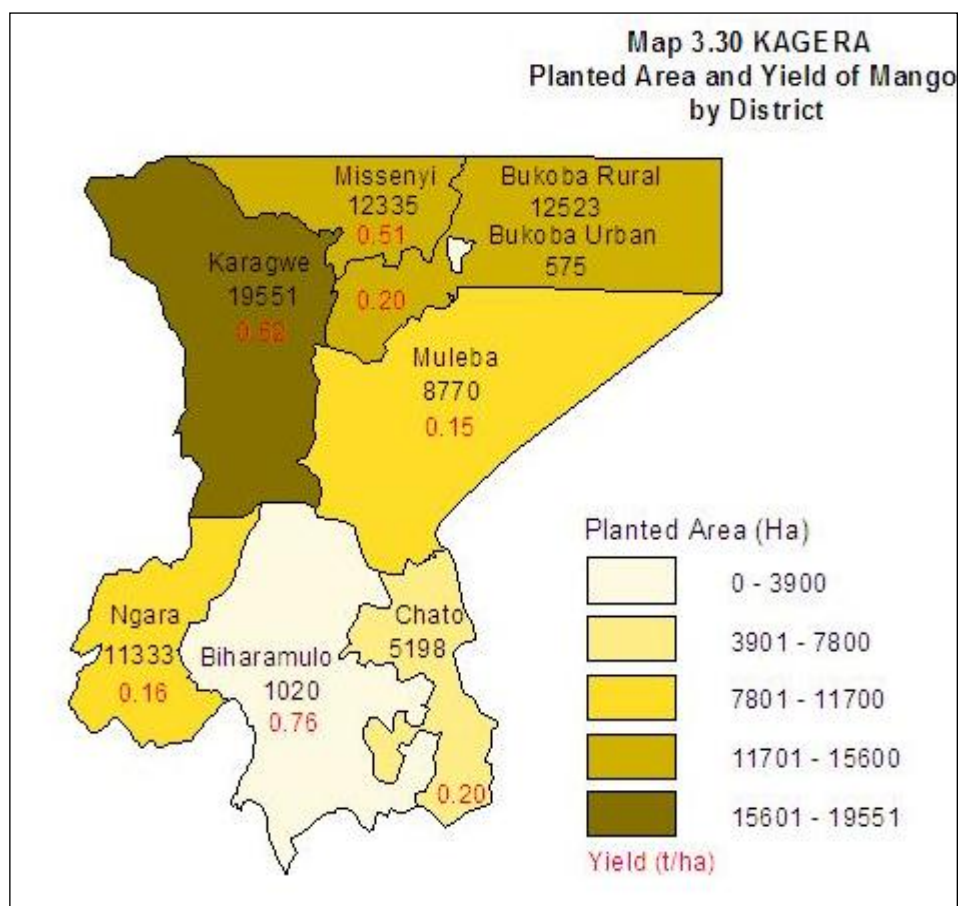 Map 3.30 KAGERA
Planted Area and Yield of Mango
by District
Missenyi
12335
0.51
Bukoba Rural
12523
Bukoba Urban
575
Karagwe
19551
0.52
0.20
Muleba
8770
0.15
Ngara
11333
0.16
Biharamulo
1020
0.76
Chato
5198
0.20
Planted Area (Ha)
0 - 3900
3901 - 7800
7801 - 11700
11701 - 15600
15601 - 19551
Yield (t/ha)